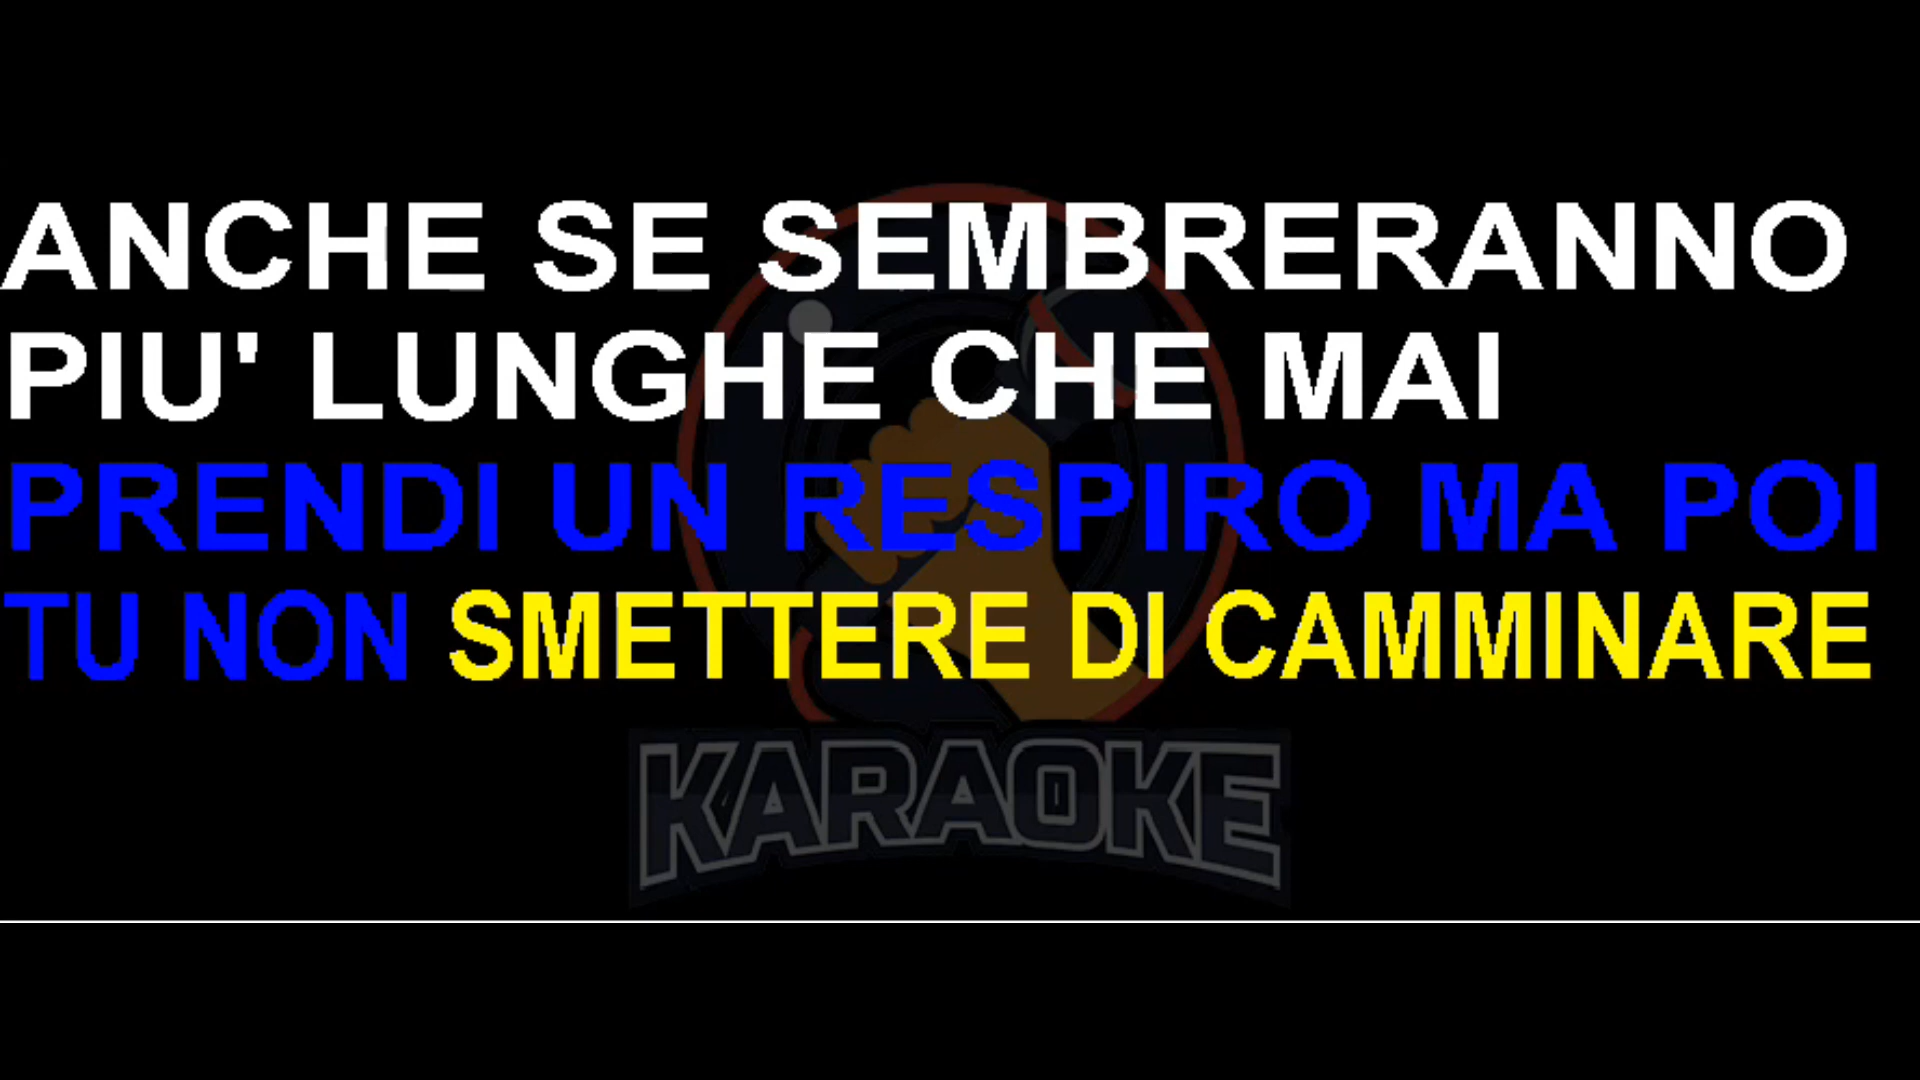 ANCHE SE SEMBRERANNO
PIU' LUNGHE CHE MAI
PRENDI UN RESPIRO MA POI
TU NON SMETTERE DI CAMMINARE
KARAOKE